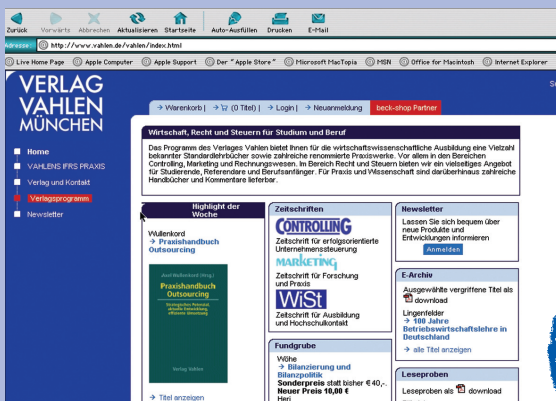 Zurück Vorwärts Abbrechen Aktualisieren Startseite Auto-Ausfüllen Drucken E-Mail
Adresse: http://www.vahlen.de/vahlen/index.html
Live Home Page Apple Computer Apple Support Der "Apple Store" Microsoft MacTopia MSN Office for Macintosh Internet Explorer
VERLAG
VAHLEN
MÜNCHEN
→ Warenkorb | → (0 Titel) | → Login | → Neuanmeldung beck-shop Partner
Home
VAHLENS IFRS PRAXIS
Verlag und Kontakt
Verlagsprogramm
Newsletter
Wirtschaft, Recht und Steuern für Studium und Beruf
Das Programm des Verlages Vahlen bietet Ihnen für die wirtschaftswissenschaftliche Ausbildung eine Vielzahl
bekannter Standardlehrbücher sowie zahlreiche renommierte Praxiswerke. Vor allem in den Bereichen
Controlling, Marketing und Rechnungswesen. Im Bereich Recht und Steuern bieten wir ein vielseitiges Angebot
für Studierende, Referendare und Berufsanfänger. Für Praxis und Wissenschaft sind darüberhinaus zahlreiche
Handbücher und Kommentare lieferbar.
Highlight der
Woche
Wullenkord
→ Praxishandbuch
Outsourcing
Axel Wullenkord (Hrsg.)
Praxishandbuch
Outsourcing
Strategisches Potenzial,
aktuelle Entwicklung,
effiziente Umsetzung
Verlag Vahlen
→ Titel anzeigen
Zeitschriften
CONTROLLING
Zeitschrift für erfolgsorientierte
Unternehmenssteuerung
MARKETING
Zeitschrift für Forschung
und Praxis
WiSt
Zeitschrift für Ausbildung
und Hochschulkontakt
Fundgrube
Wöhe
→ Bilanzierung und
Bilanzpolitik
Sonderpreis statt bisher €40,-.
Neuer Preis 10,00 €
Heri
Newsletter
Lassen Sie sich bequem über
neue Produkte und
Entwicklungen informieren
Anmelden
E-Archiv
Ausgewählte vergriffene Titel als
download
Lingenfelder
→ 100 Jahre
Betriebswirtschaftslehre in
Deutschland
→ alle Titel anzeigen
Leseproben
Leseproben als download